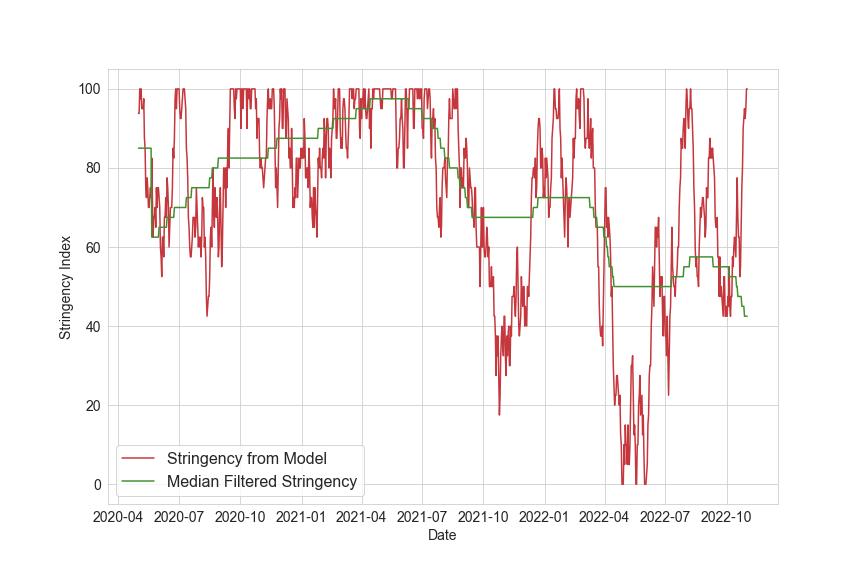 100
80
60
40
20
0
Stringency Index
Stringency from Model
Median Filtered Stringency
2020-04 2020-07 2020-10 2021-01 2021-04 2021-07 2021-10 2022-01 2022-04 2022-07 2022-10
Date